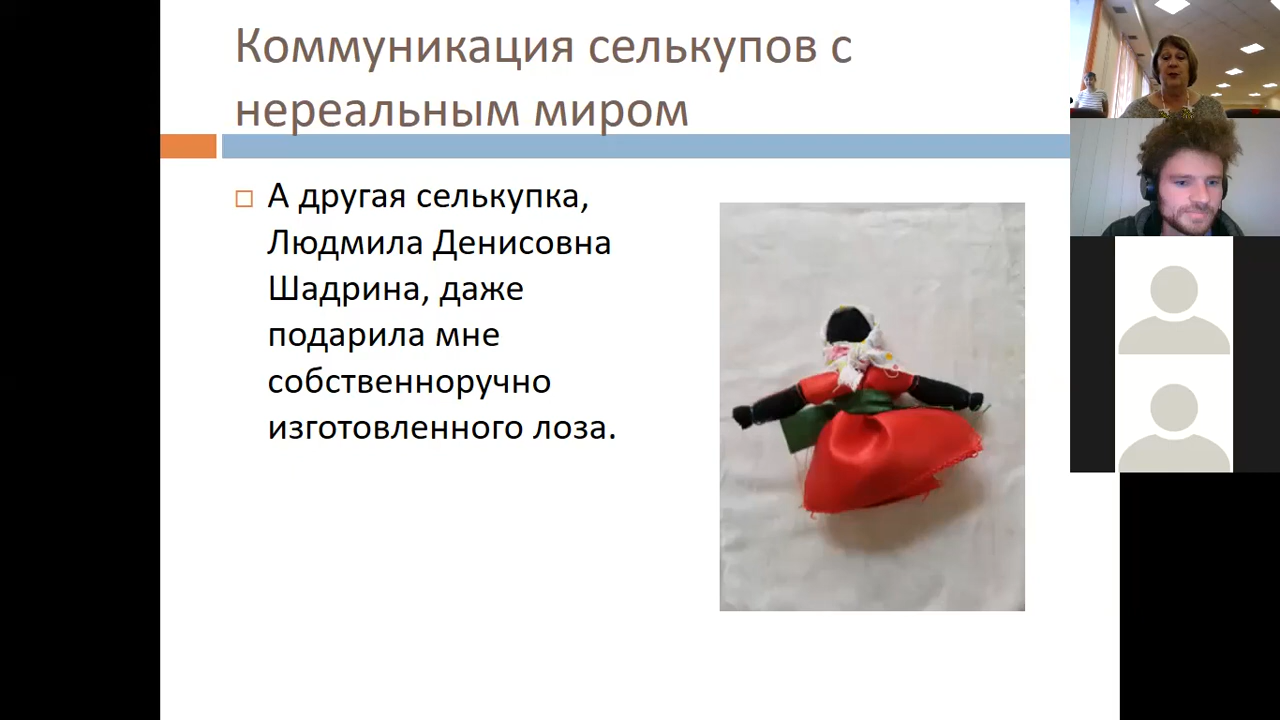 Коммуникация селькупов с
нереальным миром
А другая селькупка,
Людмила Денисовна
Шадрина, даже
подарила мне
собственноручно
изготовленного лоза.